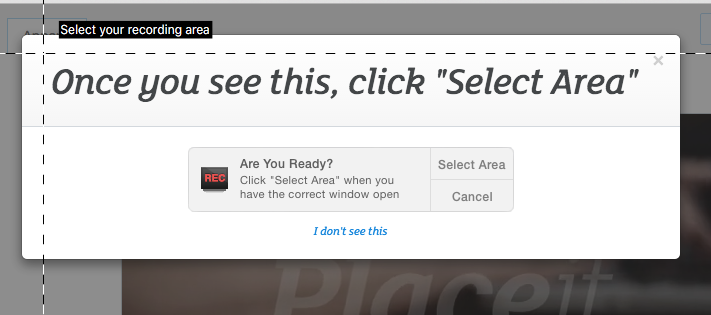 Select your recording area
×
Once you see this, click "Select Area"
Are You Ready?
REC
Click "Select Area" when you
have the correct window open
Select Area
Cancel
I don't see this
Placeit